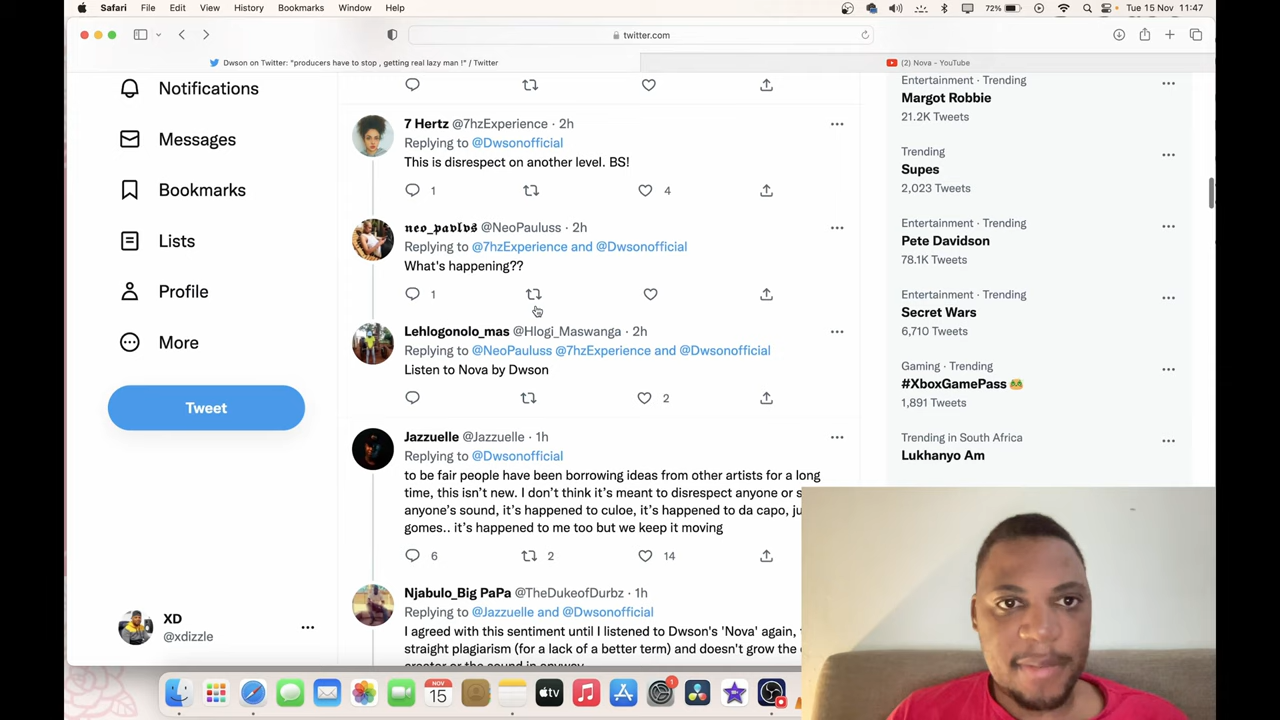 Safari File Edit View History Bookmarks Window Help 72% Tue 15 Nov 11:47
twitter.com
Dwson on Twitter: "producers have to stop , getting real lazy man !" / Twitter
(2) Nova - YouTube
Notifications
Messages
Bookmarks
Lists
Profile
More
Tweet
XD
@xdizzle
7 Hertz @7hzExperience · 2h
Replying to @Dwsonofficial
This is disrespect on another level. BS!
1 4
𝖓𝖊𝖔_𝖕𝖆𝖛𝖑𝖛𝖘 @NeoPauluss · 2h
Replying to @7hzExperience and @Dwsonofficial
What's happening??
1
Lehlogonolo_mas @Hlogi_Maswanga · 2h
Replying to @NeoPauluss @7hzExperience and @Dwsonofficial
Listen to Nova by Dwson
2
Jazzuelle @Jazzuelle · 1h
Replying to @Dwsonofficial
to be fair people have been borrowing ideas from other artists for a long
time, this isn't new. I don't think it's meant to disrespect anyone or
anyone's sound, it's happened to culoe, it's happened to da capo,
gomes.. it's happened to me too but we keep it moving
6 2 14
Njabulo_Big PaPa @TheDukeofDurbz · 1h
Replying to @Jazzuelle and @Dwsonofficial
I agreed with this sentiment until I listened to Dwson's 'Nova' again,
straight plagiarism (for a lack of a better term) and doesn't grow the
creator or the sound in anyway
Entertainment · Trending
Margot Robbie
21.2K Tweets
Trending
Supes
2,023 Tweets
Entertainment · Trending
Pete Davidson
78.1K Tweets
Entertainment · Trending
Secret Wars
6,710 Tweets
Gaming · Trending
#XboxGamePass
1,891 Tweets
Trending in South Africa
Lukhanyo Am
NOV
15
tv
1